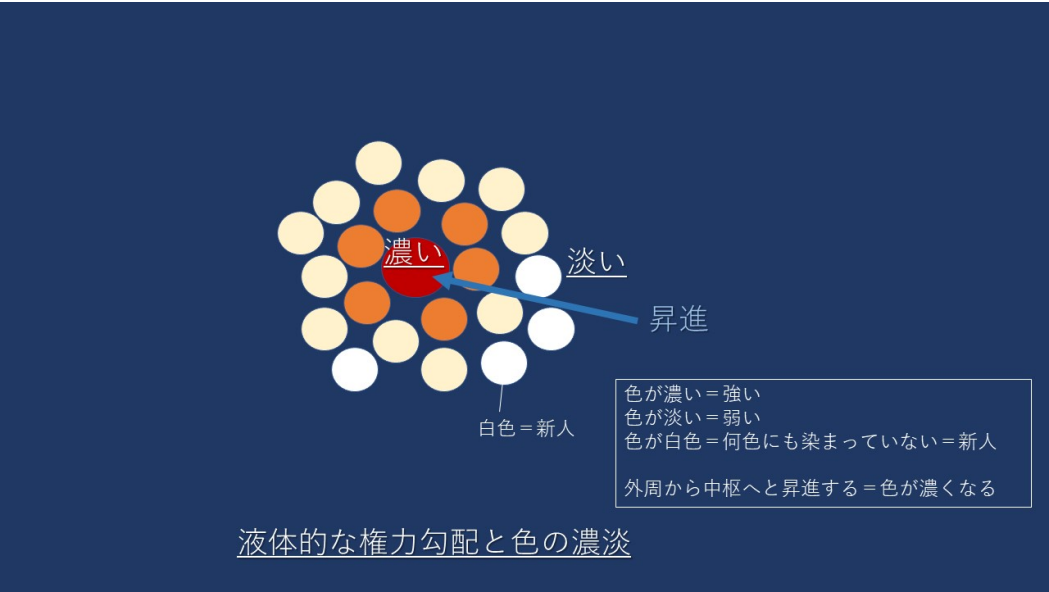 濃い
淡い
昇進
色が濃い＝強い
色が淡い＝弱い
色が白色＝何色にも染まっていない＝新人
外周から中枢へと昇進する＝色が濃くなる
白色＝新人
液体的な権力勾配と色の濃淡